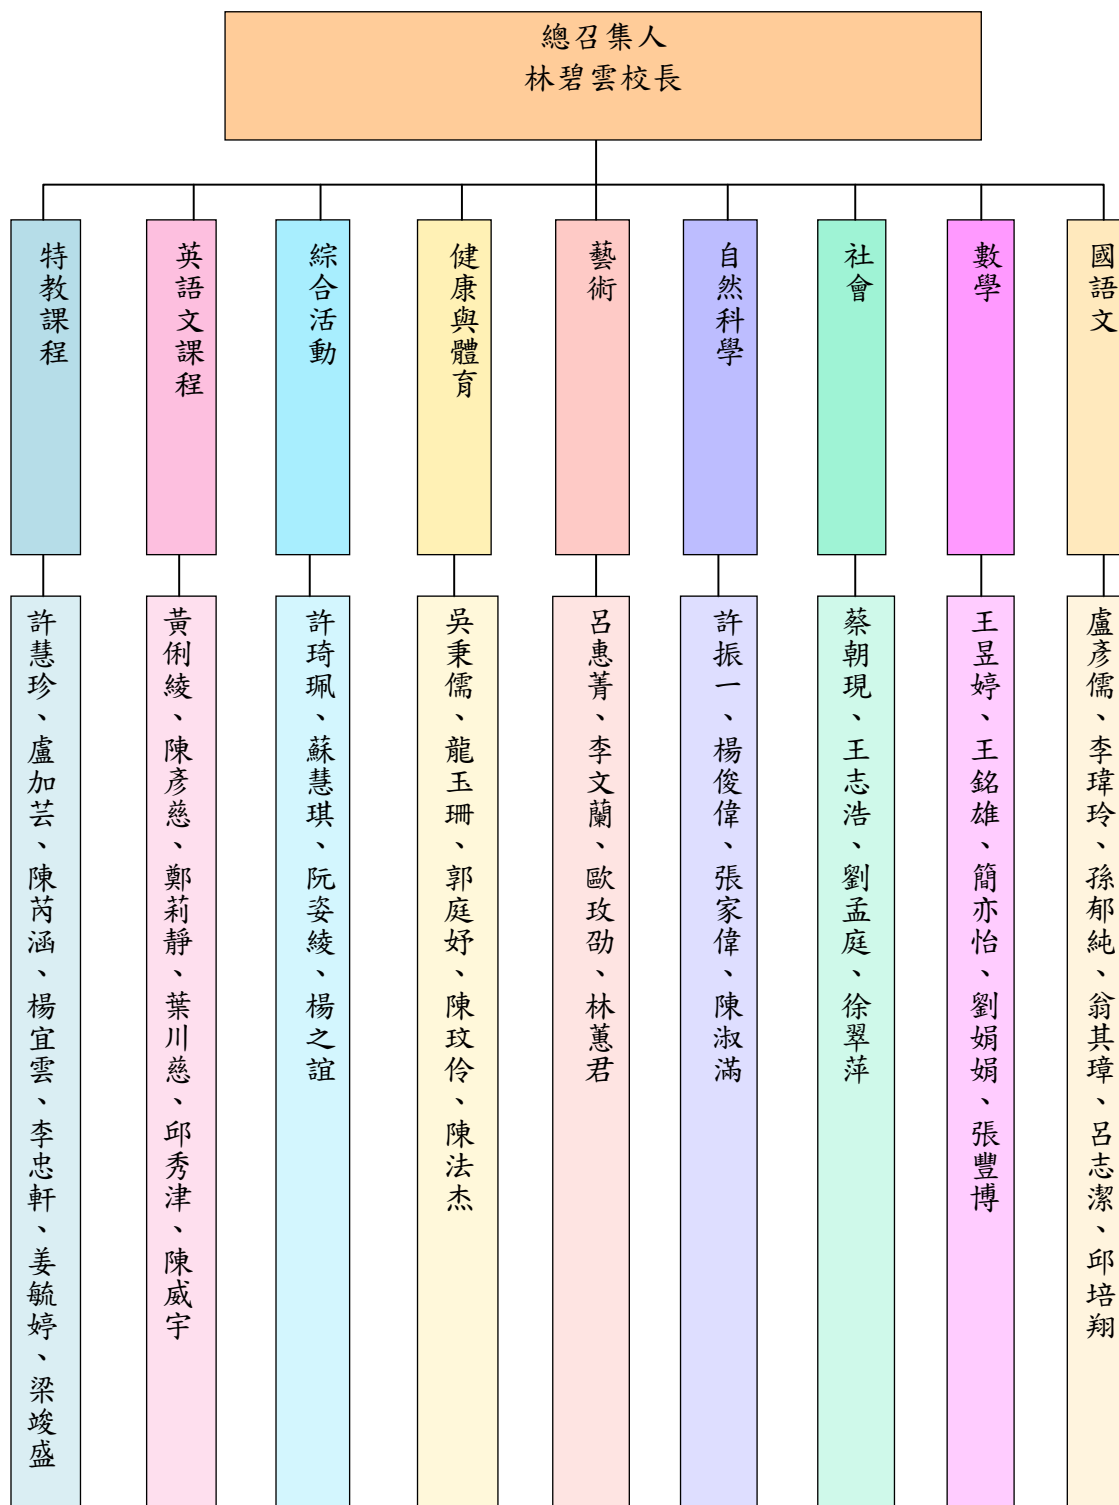 總召集人
林碧雲校長
特教課程
英語文課程
綜合活動
健康與體育
藝術
自然科學
社會
數學
國語文
許慧珍、盧加芸、陳芮涵、楊宜雲、李忠軒、姜毓婷、梁竣盛
黃俐綾、陳彥慈、鄭莉靜、葉川慈、邱秀津、陳威宇
許琦珮、蘇慧琪、阮姿綾、楊之誼
吳秉儒、龍玉珊、郭庭妤、陳玟伶、陳法杰
呂惠菁、李文蘭、歐玫劭、林蕙君
許振一、楊俊偉、張家偉、陳淑滿
蔡朝現、王志浩、劉孟庭、徐翠萍
王昱婷、王銘雄、簡亦怡、劉娟娟、張豐博
盧彥儒、李瑋玲、孫郁純、翁其璋、呂志潔、邱培翔